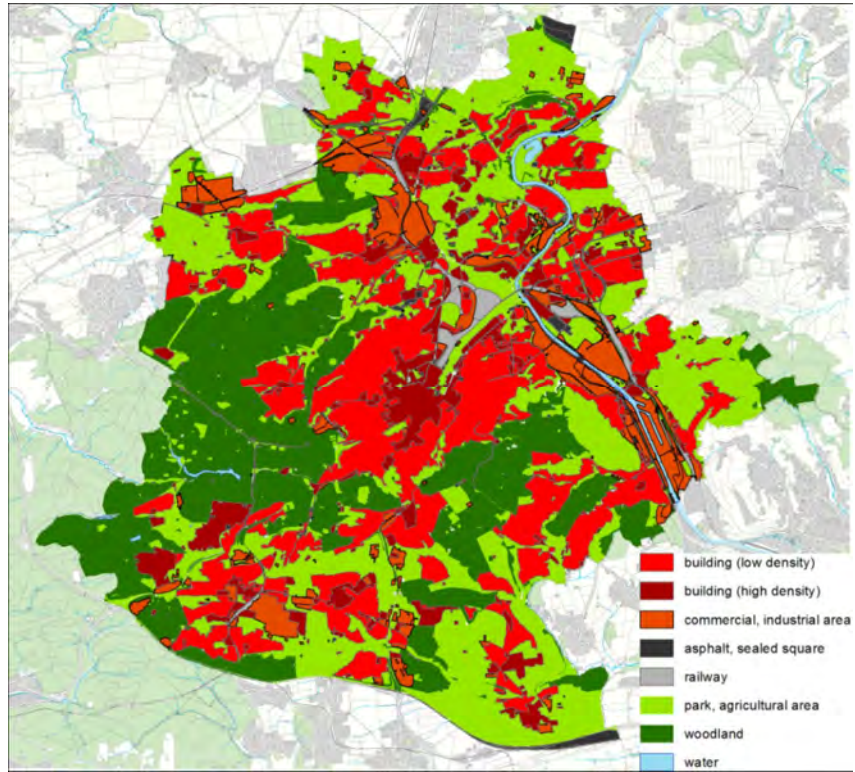 building (low density)
building (high density)
commercial, industrial area
asphalt, sealed square
railway
park, agricultural area
woodland
water